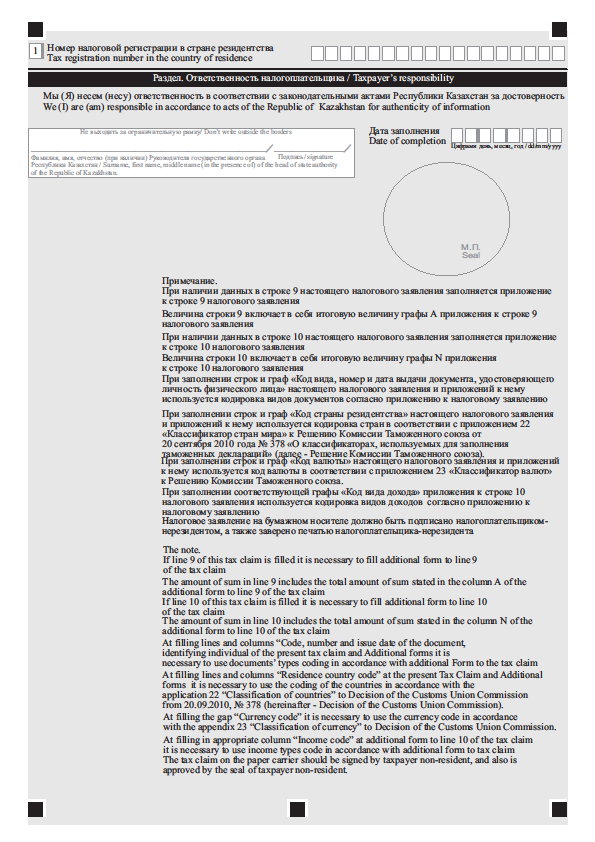 1
Номер налоговой регистрации в стране резидентства
Tax registration number in the country of residence
Раздел. Ответственность налогоплательщика / Taxpayer's responsibility
Мы (Я) несем (несу) ответственность в соответствии с законодательными актами Республики Казахстан за достоверность
We (I) are (am) responsible in accordance to acts of the Republic of Kazakhstan for authenticity of information
Не выходить за ограничительную рамку/ Don't write outside the borders
Фамилия, имя, отчество (при наличии) Руководителя государственного органа
Республики Казахстан / Surname, first name, middle name (in the presence of) of the head of state authority
of the Republic of Kazakhstan.
Подпись / signature
Дата заполнения
Date of completion
Цифрами день, месяц, год / dd/mm/yyyy
М.П.
Seal
Примечание.
При наличии данных в строке 9 настоящего налогового заявления заполняется приложение
к строке 9 налогового заявления
Величина строки 9 включает в себя итоговую величину графы А приложения к строке 9
налогового заявления
При наличии данных в строке 10 настоящего налогового заявления заполняется приложение
к строке 10 налогового заявления
Величина строки 10 включает в себя итоговую величину графы N приложения
к строке 10 налогового заявления
При заполнении строк и граф «Код вида, номер и дата выдачи документа, удостоверяющего
личность физического лица» настоящего налогового заявления и приложений к нему
используется кодировка видов документов согласно приложению к налоговому заявлению
При заполнении строк и граф «Код страны резидентства» настоящего налогового заявления
и приложений к нему используется кодировка стран в соответствии с приложением 22
«Классификатор стран мира» к Решению Комиссии Таможенного союза от
20 сентября 2010 года № 378 «О классификаторах, используемых для заполнения
таможенных деклараций» (далее - Решение Комиссии Таможенного союза).
При заполнении строк и граф «Код валюты» настоящего налогового заявления и приложений
к нему используется код валюты в соответствии с приложением 23 «Классификатор валют»
к Решению Комиссии Таможенного союза.
При заполнении соответствующей графы «Код вида дохода» приложения к строке 10
налогового заявления используется кодировка видов доходов согласно приложению к
налоговому заявлению
Налоговое заявление на бумажном носителе должно быть подписано налогоплательщиком-
нерезидентом, а также заверено печатью налогоплательщика-нерезидента
The note.
If line 9 of this tax claim is filled it is necessary to fill additional form to line 9
of the tax claim
The amount of sum in line 9 includes the total amount of sum stated in the column A of the
additional form to line 9 of the tax claim
If line 10 of this tax claim is filled it is necessary to fill additional form to line 10
of the tax claim
The amount of sum in line 10 includes the total amount of sum stated in the column N of the
additional form to line 10 of the tax claim
At filling lines and columns “Code, number and issue date of the document,
identifying individual of the present tax claim and Additional forms it is
necessary to use documents’ types coding in accordance with additional Form to the tax claim
At filling lines and columns “Residence country code” at the present Tax Claim and Additional
forms it is necessary to use the coding of the countries in accordance with the
application 22 “Classification of countries” to Decision of the Customs Union Commission
from 20.09.2010, № 378 (hereinafter - Decision of the Customs Union Commission).
At filling the gap “Currency code” it is necessary to use the currency code in accordance
with the appendix 23 “Classification of currency” to Decision of the Customs Union Commission.
At filling in appropriate column “Income code” at additional form to line 10 of the tax claim
it is necessary to use income types code in accordance with additional form to tax claim
The tax claim on the paper carrier should be signed by taxpayer non-resident, and also is
approved by the seal of taxpayer non-resident.